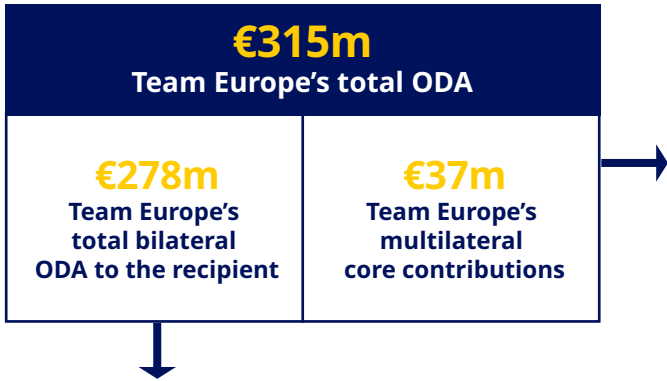 €315m
Team Europe’s total ODA
€278m
Team Europe’s
total bilateral
ODA to the recipient
€37m
Team Europe’s
multilateral
core contributions